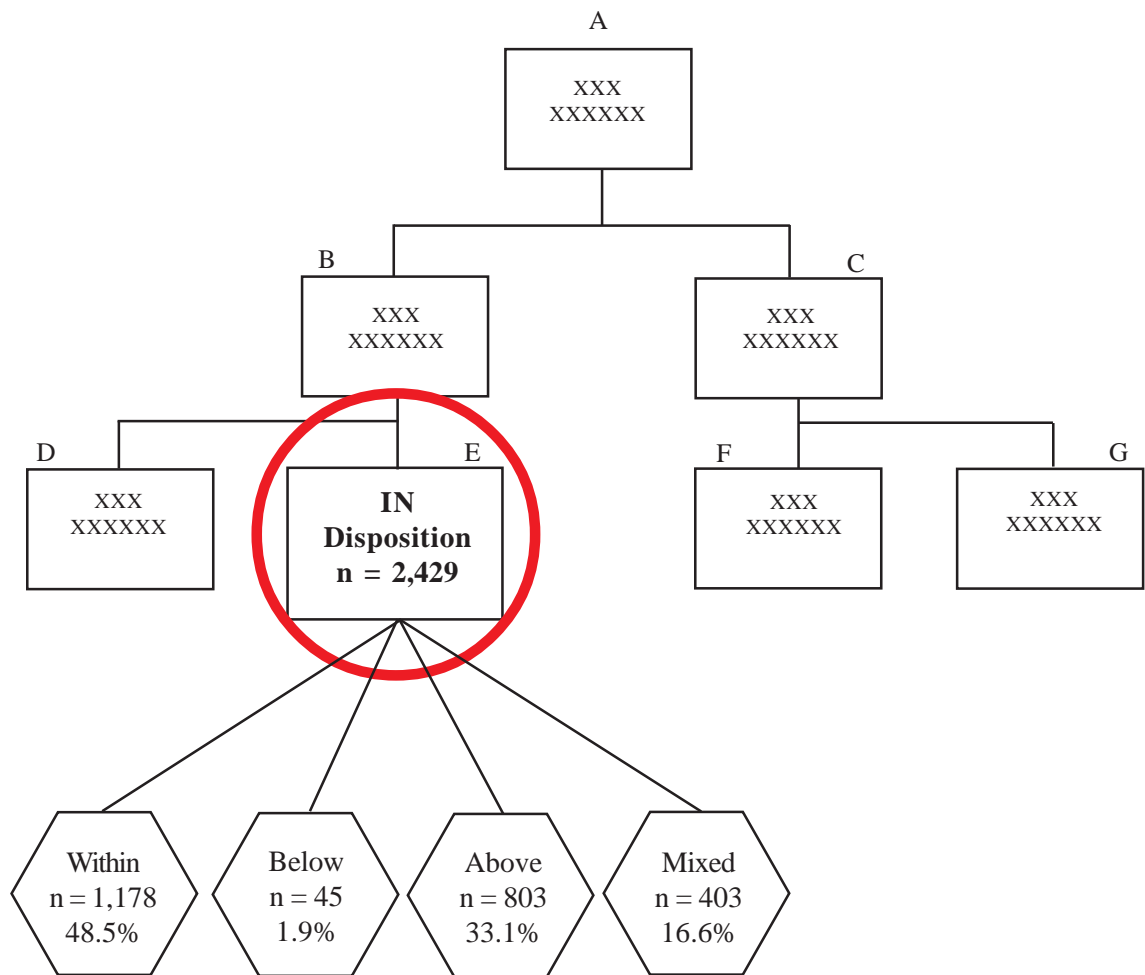 A
XXX
XXXXXX
B
XXX
XXXXXX
C
XXX
XXXXXX
D
XXX
XXXXXX
E
IN
Disposition
n = 2,429
F
XXX
XXXXXX
G
XXX
XXXXXX
Within
n = 1,178
48.5%
Below
n = 45
1.9%
Above
n = 803
33.1%
Mixed
n = 403
16.6%